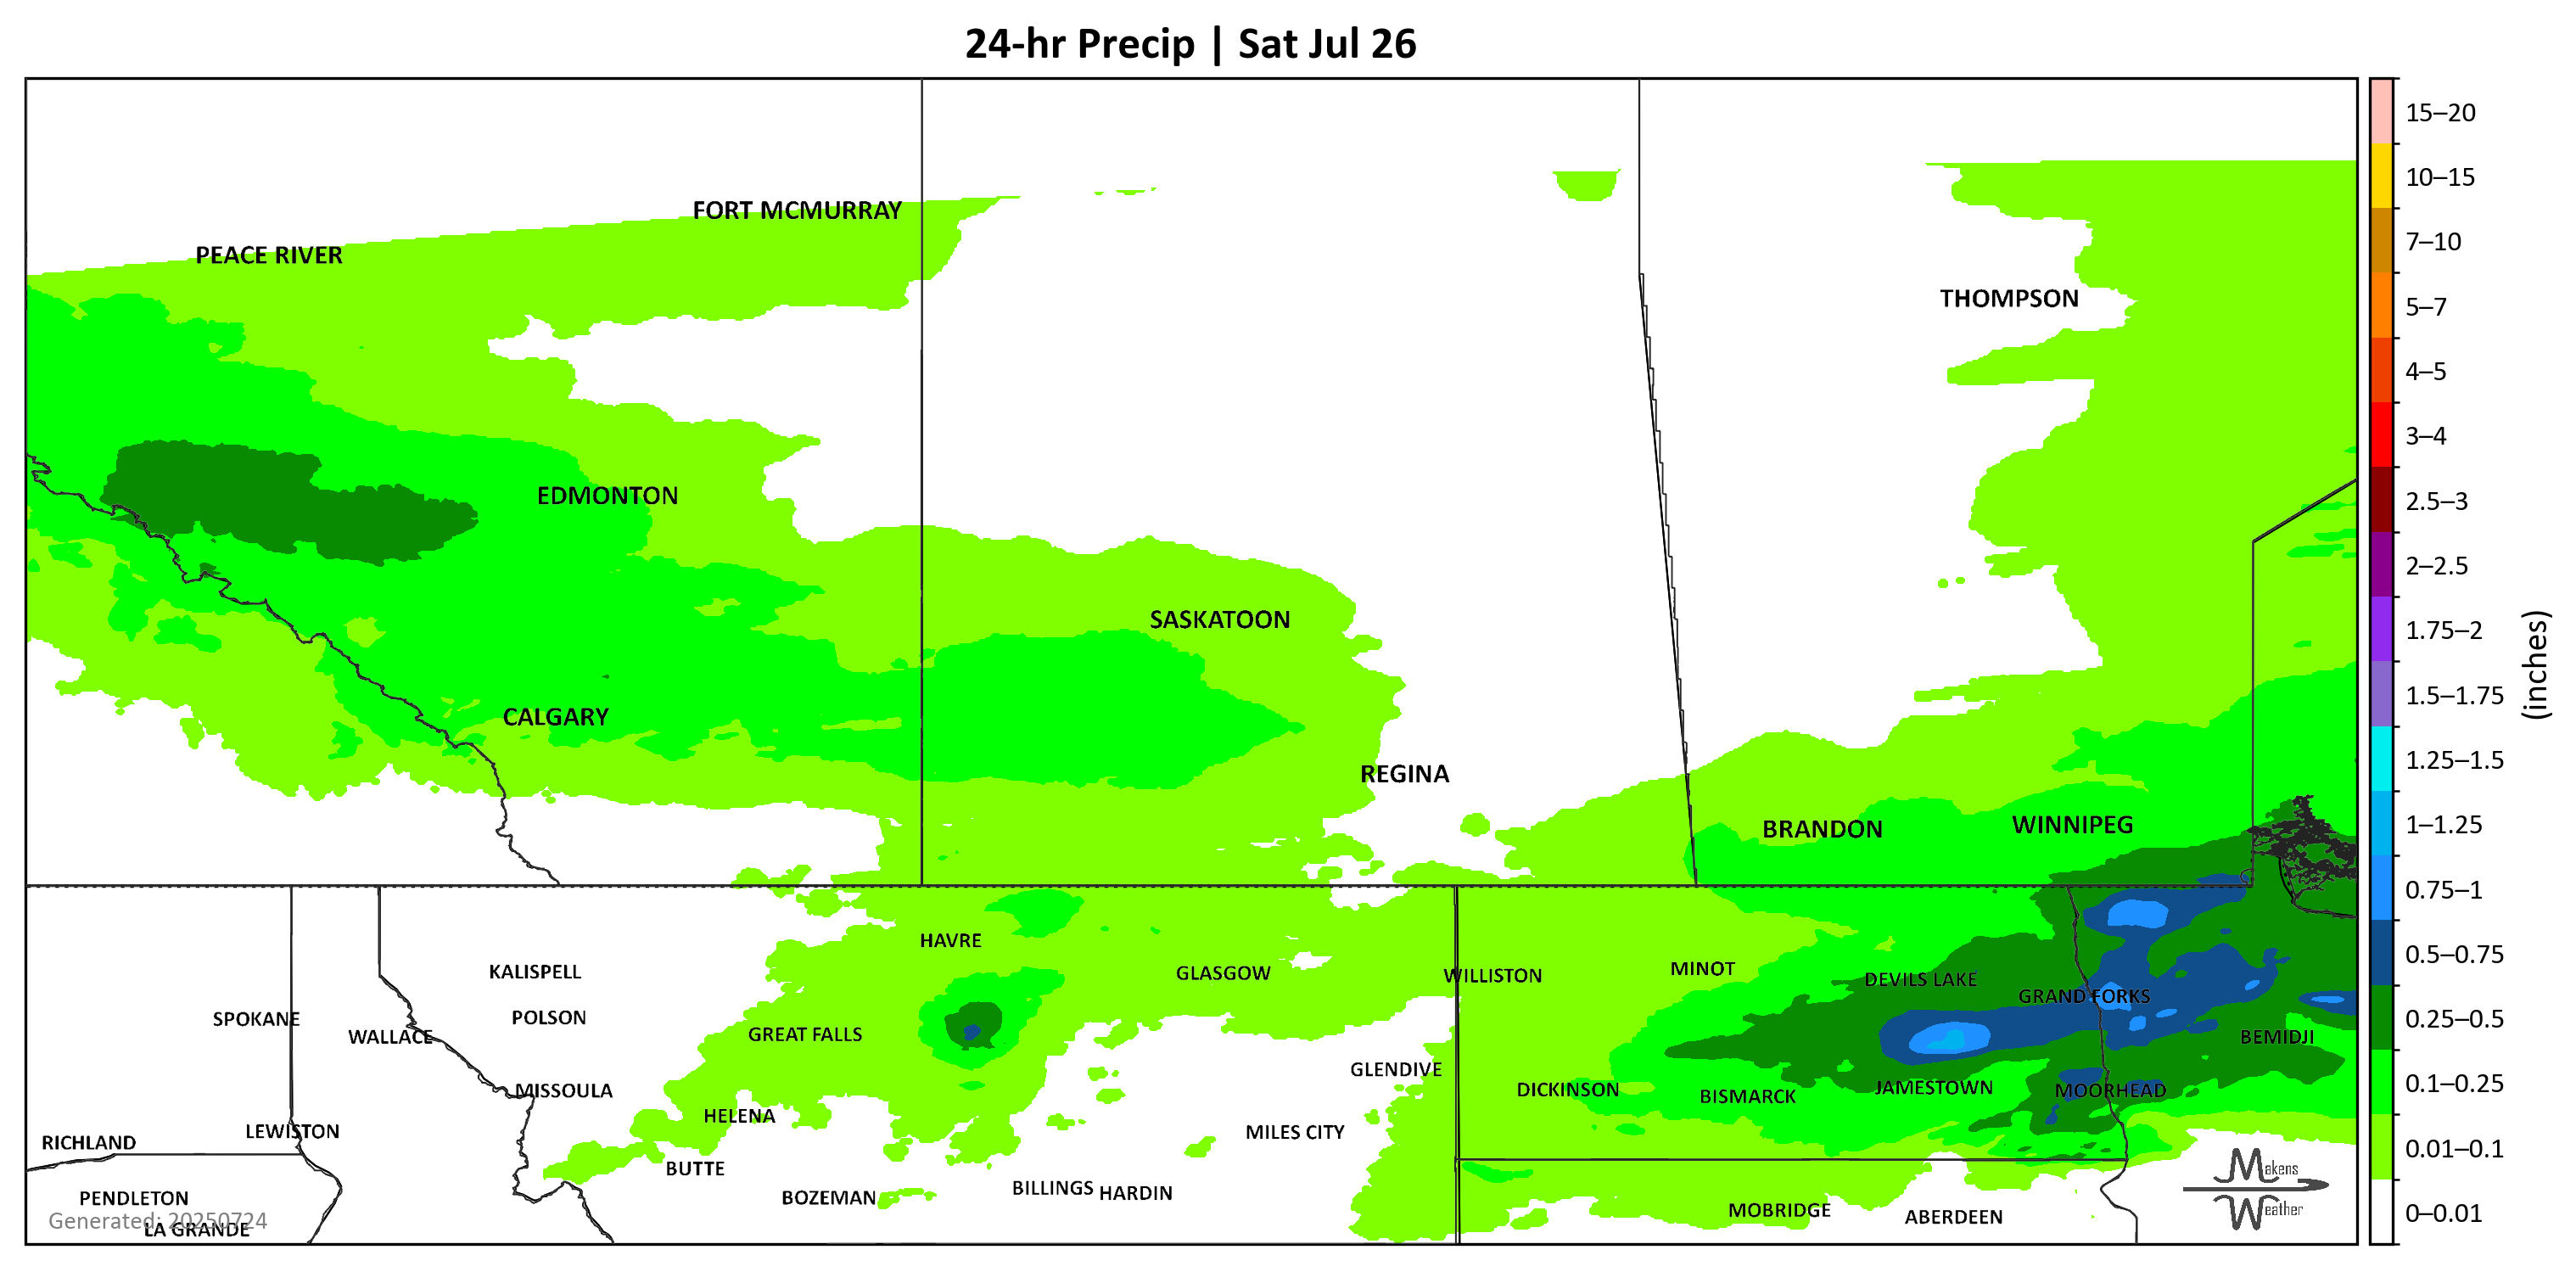 24-hr Precip | Sat Jul 26
FORT MCMURRAY
PEACE RIVER
THOMPSON
EDMONTON
SASKATOON
CALGARY
REGINA
BRANDON
WINNIPEG
HAVRE
KALISPELL
GLASGOW
WILLISTON
MINOT
DEVILS LAKE
GRAND FORKS
SPOKANE
POLSON
WALLACE
GREAT FALLS
BEMIDJI
GLENDIVE
MISSOULA
DICKINSON
BISMARCK
JAMESTOWN
MOORHEAD
HELENA
LEWISTON
MILES CITY
RICHLAND
BUTTE
PENDLETON
BOZEMAN
BILLINGS
HARDIN
MOBRIDGE
ABERDEEN
Generated: 20250724
LA GRANDE
Makens
Weather
15–20
10–15
7–10
5–7
4–5
3–4
2.5–3
2–2.5
1.75–2
1.5–1.75
1.25–1.5
1–1.25
0.75–1
0.5–0.75
0.25–0.5
0.1–0.25
0.01–0.1
0–0.01
(inches)